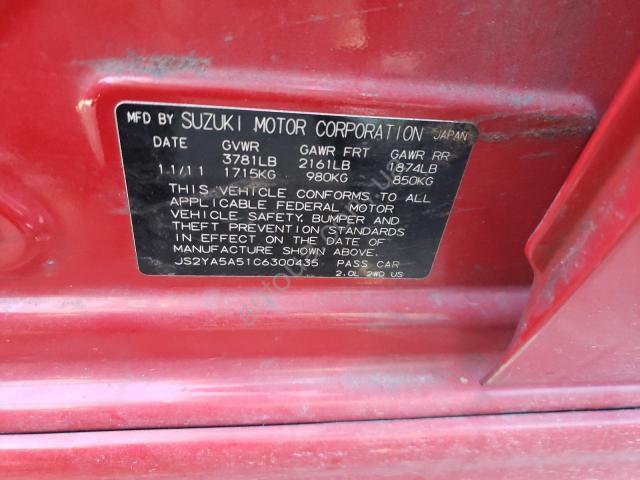 MFD BY SUZUKI MOTOR CORPORATION JAPAN
DATE GVWR GAWR FRT GAWR RR
3781LB 2161LB 1874LB
11/11 1715KG 980KG 850KG
THIS VEHICLE CONFORMS TO ALL
APPLICABLE FEDERAL MOTOR
VEHICLE SAFETY, BUMPER AND
THEFT PREVENTION STANDARDS
IN EFFECT ON THE DATE OF
MANUFACTURE SHOWN ABOVE.
JS2YA5A51C6300435 PASS CAR
2.0L 2WD US